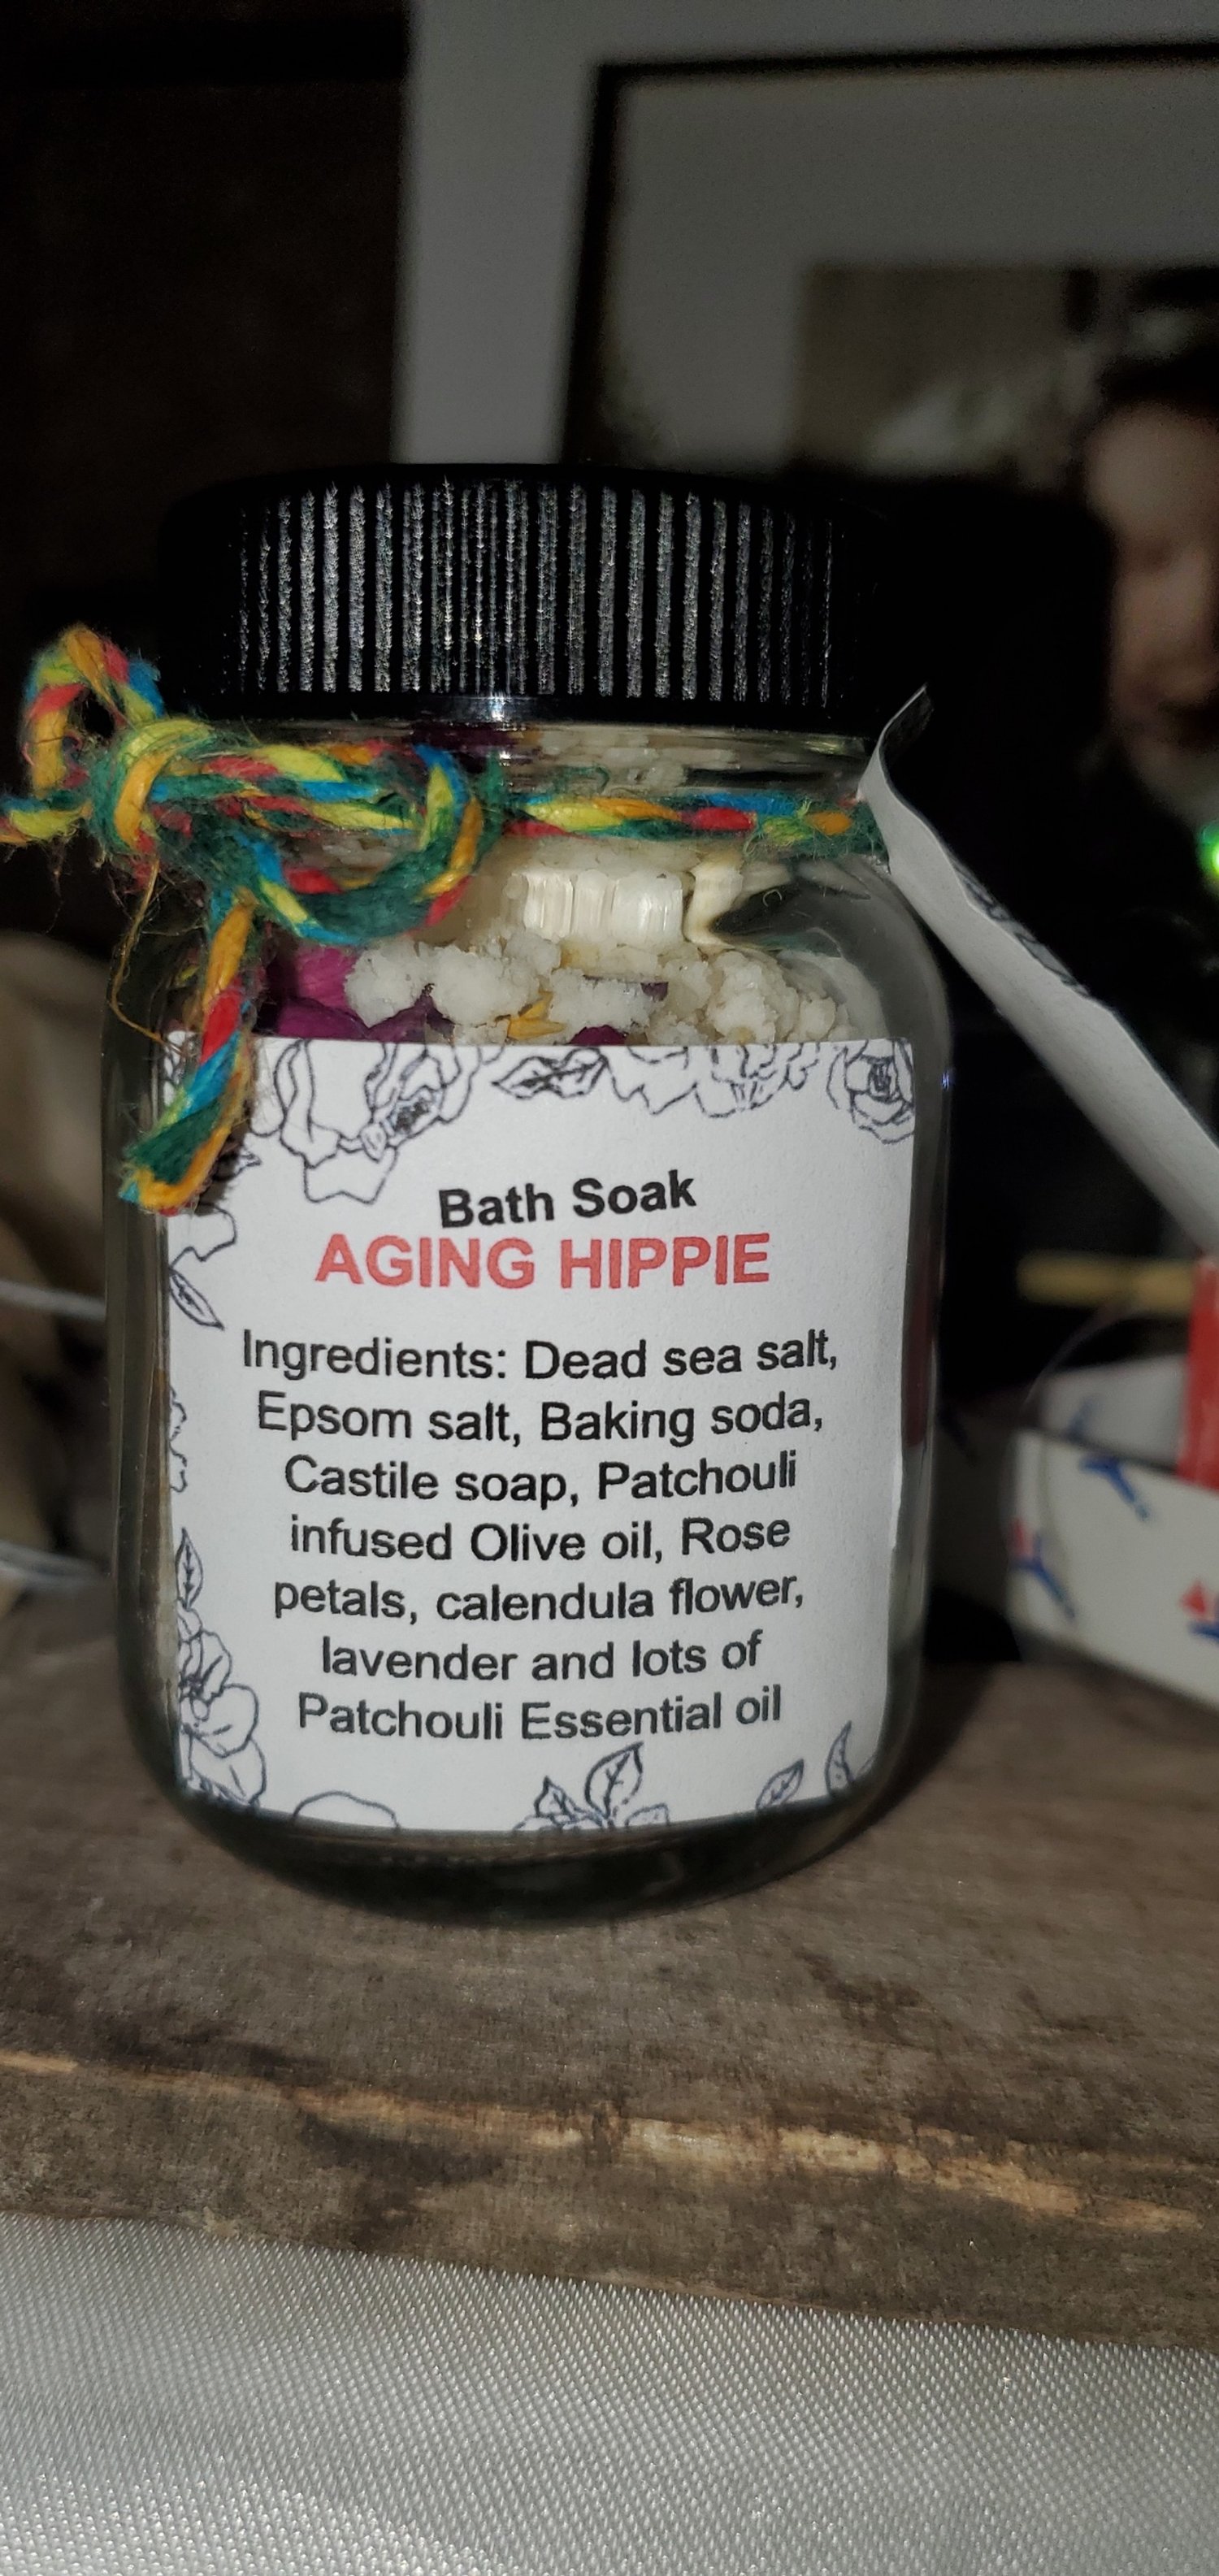 Bath Soak
AGING HIPPIE
Ingredients: Dead sea salt,
Epsom salt, Baking soda,
Castile soap, Patchouli
infused Olive oil, Rose
petals, calendula flower,
lavender and lots of
Patchouli Essential oil